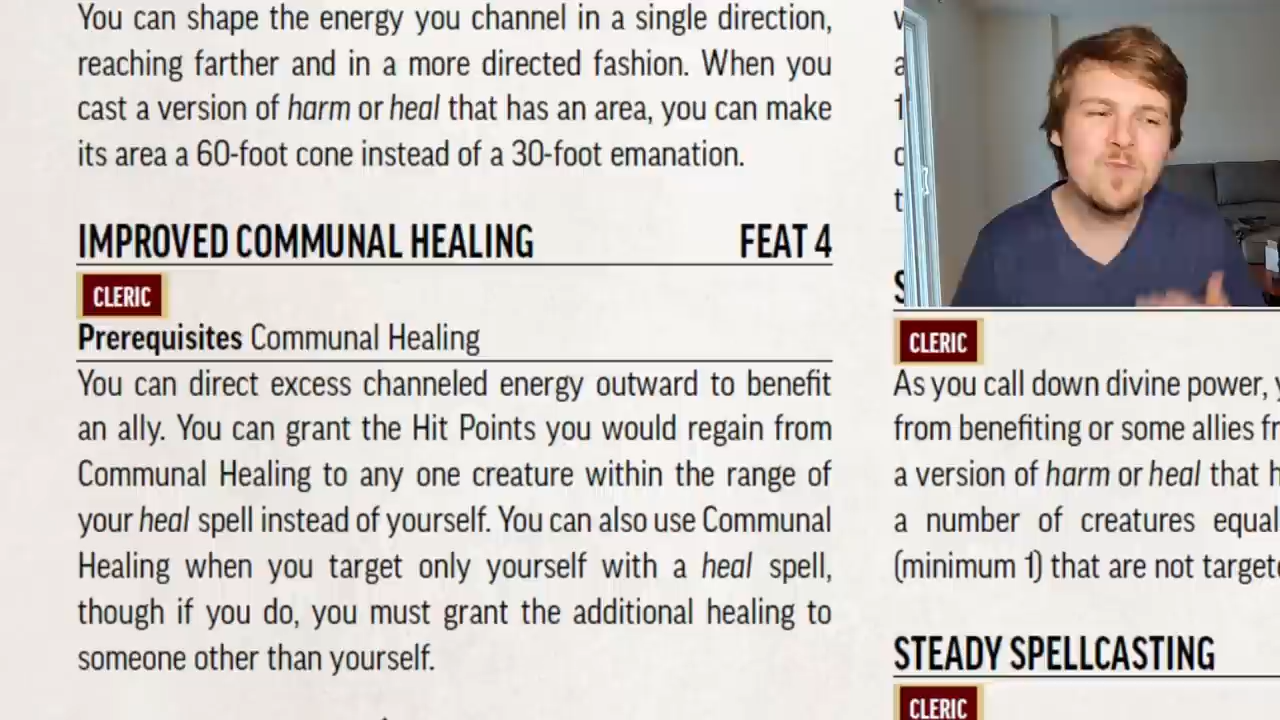 You can shape the energy you channel in a single direction,
reaching farther and in a more directed fashion. When you
cast a version of harm or heal that has an area, you can make
its area a 60-foot cone instead of a 30-foot emanation.
IMPROVED COMMUNAL HEALING FEAT 4
CLERIC
Prerequisites Communal Healing
You can direct excess channeled energy outward to benefit
an ally. You can grant the Hit Points you would regain from
Communal Healing to any one creature within the range of
your heal spell instead of yourself. You can also use Communal
Healing when you target only yourself with a heal spell,
though if you do, you must grant the additional healing to
someone other than yourself.
CLERIC
As you call down divine power,
from benefiting or some allies
a version of harm or heal that
a number of creatures
(minimum 1) that are not
STEADY SPELLCASTING
CLERIC